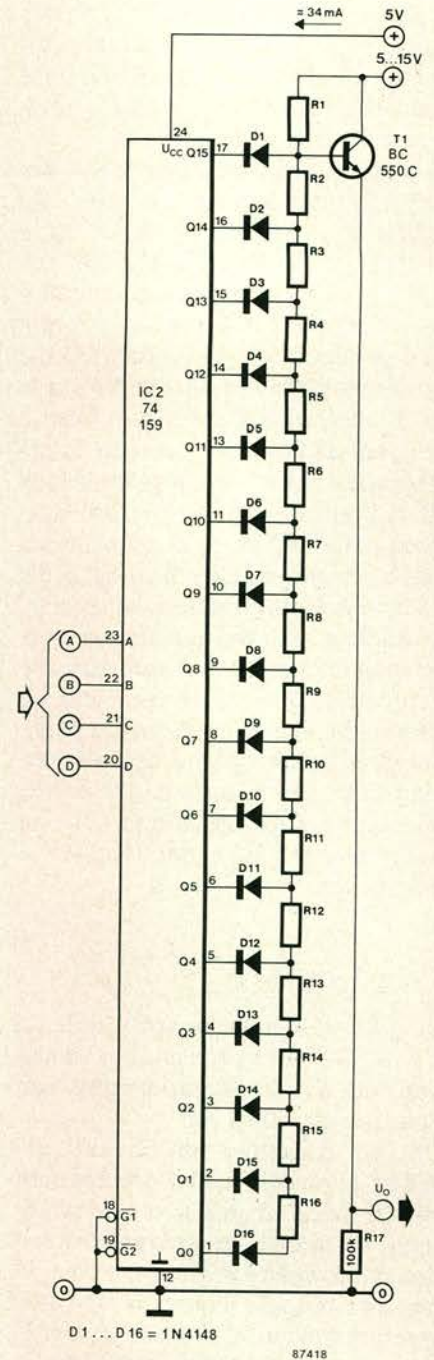 = 34 mA
5V
5...15V
R1
T1
BC
550 C
24
UCC Q15 17 D1
R2
Q14 16 D2
R3
Q13 15 D3
R4
Q12 14 D4
IC 2
74
159
R5
Q11 13 D5
R6
Q10 11 D6
R7
Q9 10 D7
R8
A 23 A
Q8 9 D8
B 22 B
R9
C 21 C
Q7 8 D9
D 20 D
R10
Q6 7 D10
R11
Q5 6 D11
R12
Q4 5 D12
R13
Q3 4 D13
R14
Q2 3 D14
R15
Q1 2 D15
R16
UO
18 G1
R17
100k
19 G2
Q0 1 D16
12
0 0
D1...D16 = 1N4148
87418